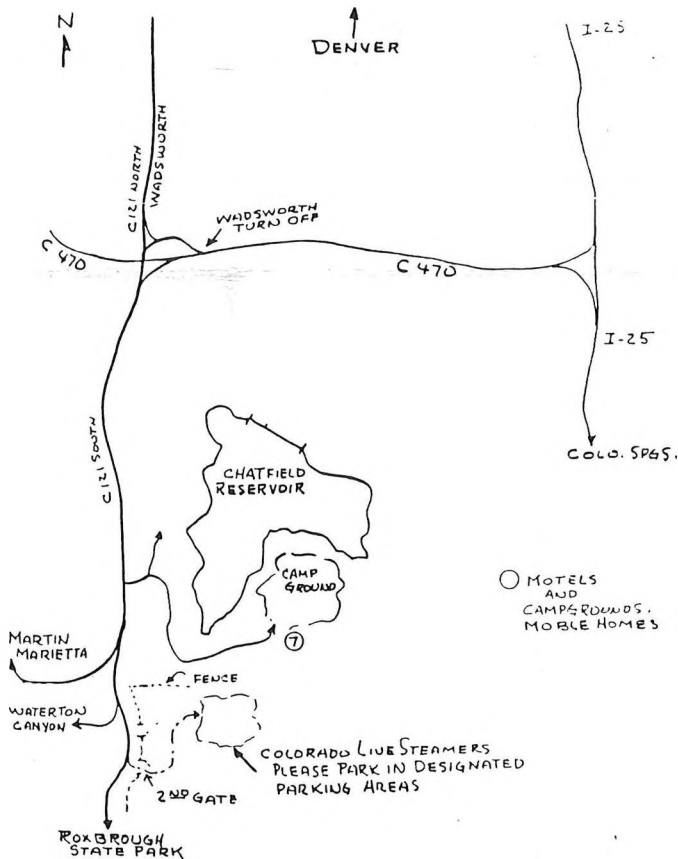 N
DENVER
I-25
C121 NORTH
WADSWORTH
WADSWORTH
TURN OFF
C 470
C 470
I-25
COLO. SPGS.
C121 SOUTH
CHATFIELD
RESERVOIR
CAMP
GROUND
7
MOTELS
AND
CAMPGROUNDS.
MOBLE HOMES
MARTIN
MARIETTA
FENCE
WATERTON
CANYON
COLORADO LIVE STEAMERS
PLEASE PARK IN DESIGNATED
PARKING AREAS
2ND GATE
ROXBROUGH
STATE PARK